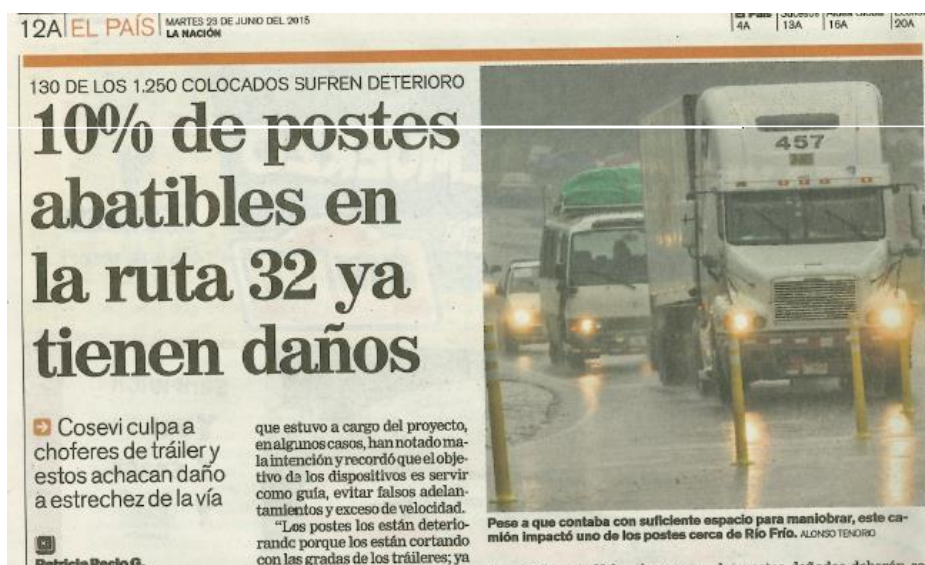 12A EL PAÍS MARTES 23 DE JUNIO DEL 2015
LA NACIÓN
El País
4A
Sucesos
13A
Aldea Global
16A
20A
130 DE LOS 1.250 COLOCADOS SUFREN DETERIORO
10% de postes
abatibles en
la ruta 32 ya
tienen daños
Cosevi culpa a
choferes de tráiler y
estos achacan daño
a estrechez de la vía
Patricia Recio G.
que estuvo a cargo del proyecto,
en algunos casos, han notado ma-
la intención y recordó que el obje-
tivo de los dispositivos es servir
como guía, evitar falsos adelan-
tamientos y exceso de velocidad.
“Los postes los están deterio-
rando porque los están cortando
con las gradas de los tráileres; ya
457
Pese a que contaba con suficiente espacio para maniobrar, este ca-
mión impactó uno de los postes cerca de Río Frío. ALONSO TENORIO